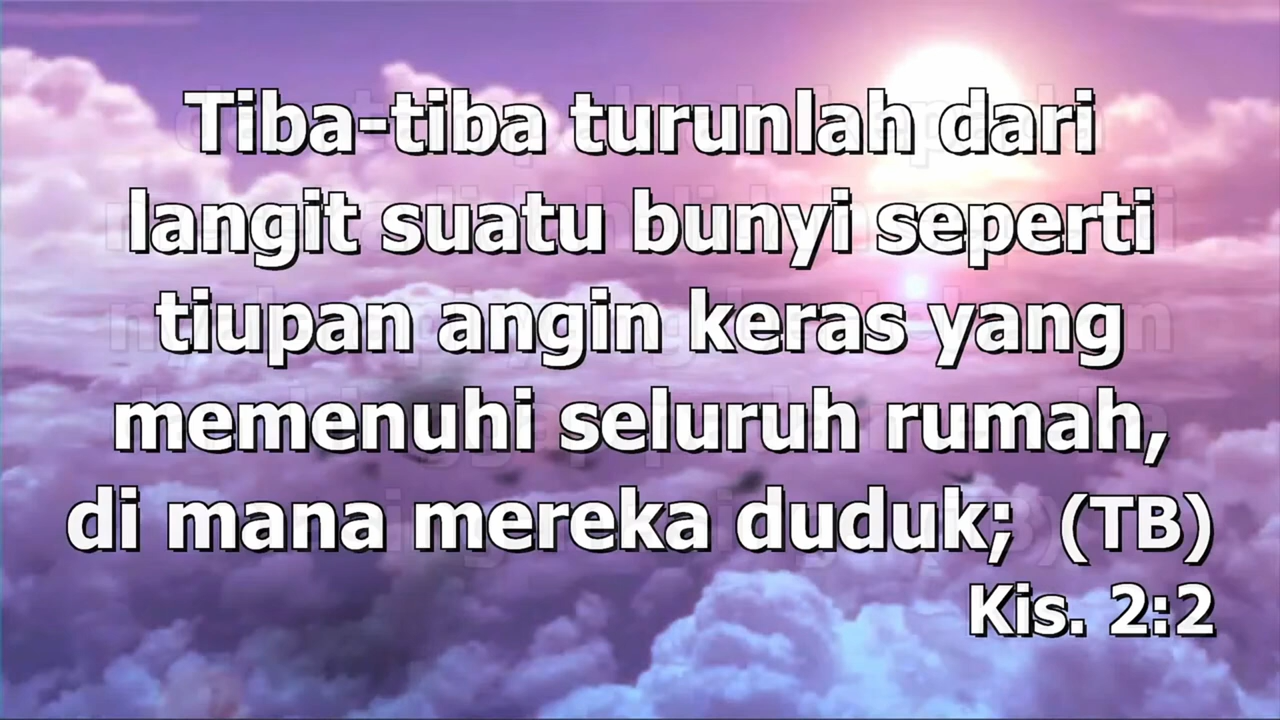 Tiba-tiba turunlah dari
langit suatu bunyi seperti
tiupan angin keras yang
memenuhi seluruh rumah,
di mana mereka duduk; (TB)
Kis. 2:2